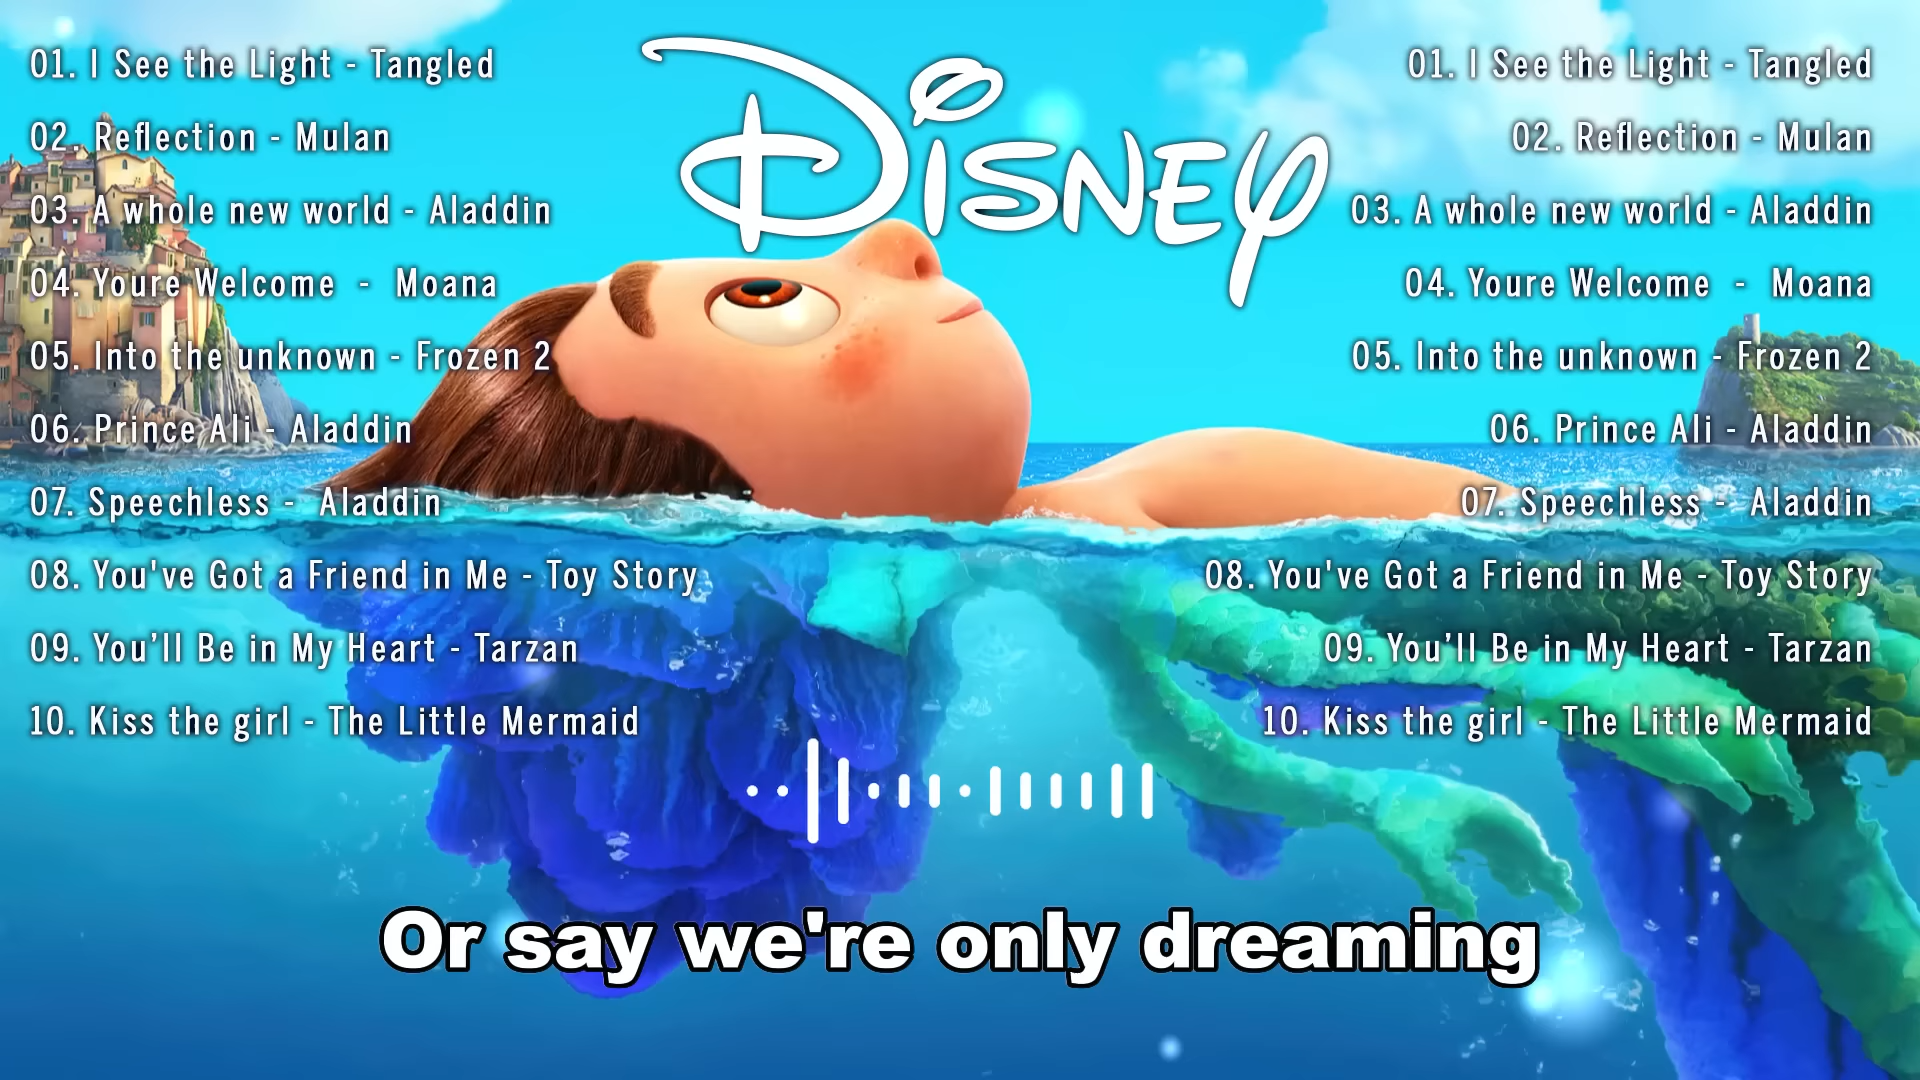 DISNEY
01. I See the Light - Tangled
02. Reflection - Mulan
03. A whole new world - Aladdin
04. Youre Welcome  -  Moana
05. Into the unknown - Frozen 2
06. Prince Ali - Aladdin
07. Speechless -  Aladdin
08. You've Got a Friend in Me - Toy Story
09. You’ll Be in My Heart - Tarzan
10. Kiss the girl - The Little Mermaid
01. I See the Light - Tangled
02. Reflection - Mulan
03. A whole new world - Aladdin
04. Youre Welcome  -  Moana
05. Into the unknown - Frozen 2
06. Prince Ali - Aladdin
07. Speechless -  Aladdin
08. You've Got a Friend in Me - Toy Story
09. You’ll Be in My Heart - Tarzan
10. Kiss the girl - The Little Mermaid
Or say we're only dreaming